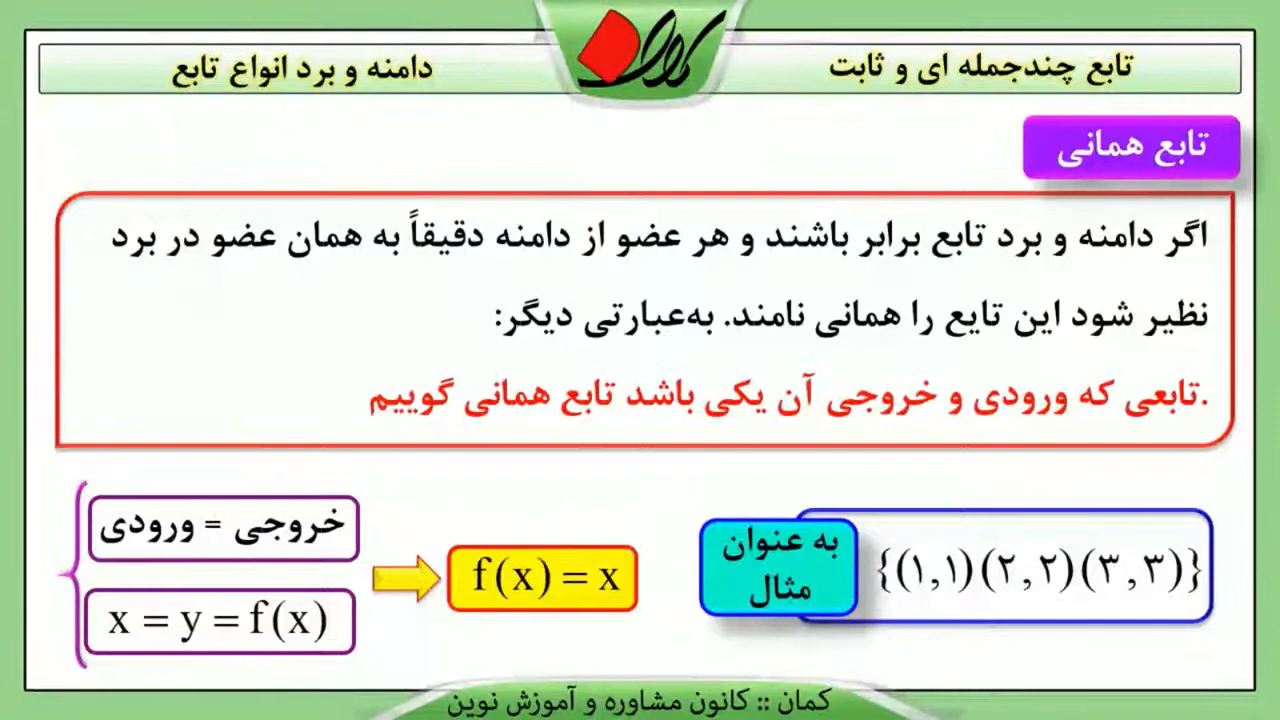 تابع چندجمله ای و ثابت
کمان
دامنه و برد انواع تابع
تابع همانی
اگر دامنه و برد تابع برابر باشند و هر عضو از دامنه دقیقاً به همان عضو در برد
نظیر شود این تایع را همانی نامند. به‌عبارتی دیگر:
.تابعی که ورودی و خروجی آن یکی باشد تابع همانی گوییم
خروجی = ورودی
x = y = f(x)
f(x) = x
به عنوان
مثال
{(۱,۱)(۲,۲)(۳,۳)}
کمان :: کانون مشاوره و آموزش نوین